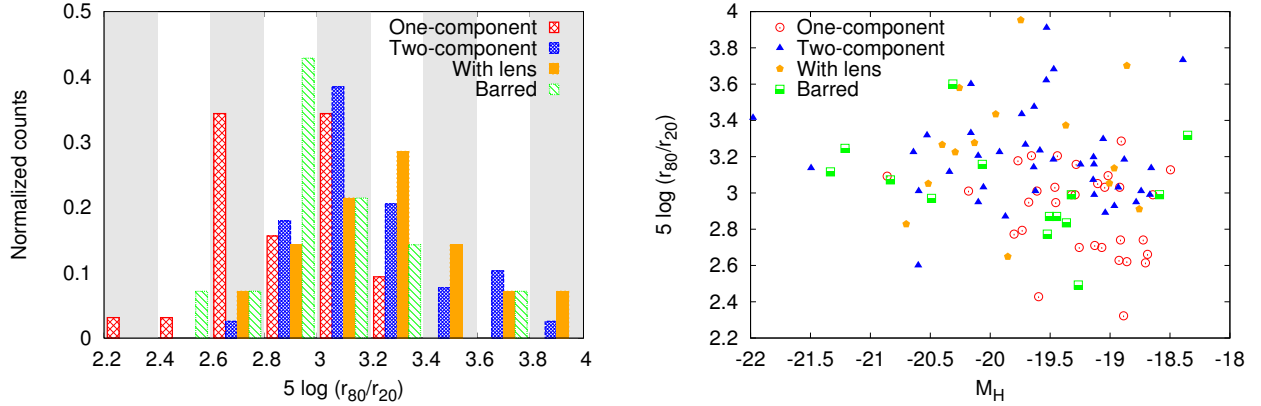 0.5
0.4
0.3
0.2
0.1
0
Normalized counts
One-component
Two-component
With lens
Barred
2.2 2.4 2.6 2.8 3 3.2 3.4 3.6 3.8 4
5 log (r80/r20)
4
3.8
3.6
3.4
3.2
3
2.8
2.6
2.4
2.2
5 log (r80/r20)
One-component
Two-component
With lens
Barred
-22 -21.5 -21 -20.5 -20 -19.5 -19 -18.5 -18
MH